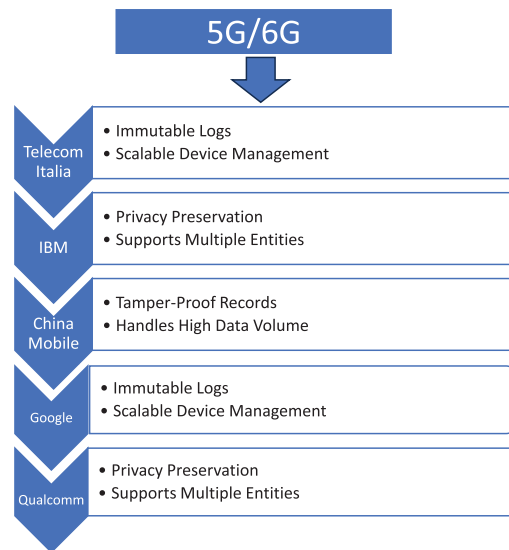 5G/6G
Telecom
Italia
• Immutable Logs
• Scalable Device Management
IBM
• Privacy Preservation
• Supports Multiple Entities
China
Mobile
• Tamper-Proof Records
• Handles High Data Volume
Google
• Immutable Logs
• Scalable Device Management
Qualcomm
• Privacy Preservation
• Supports Multiple Entities